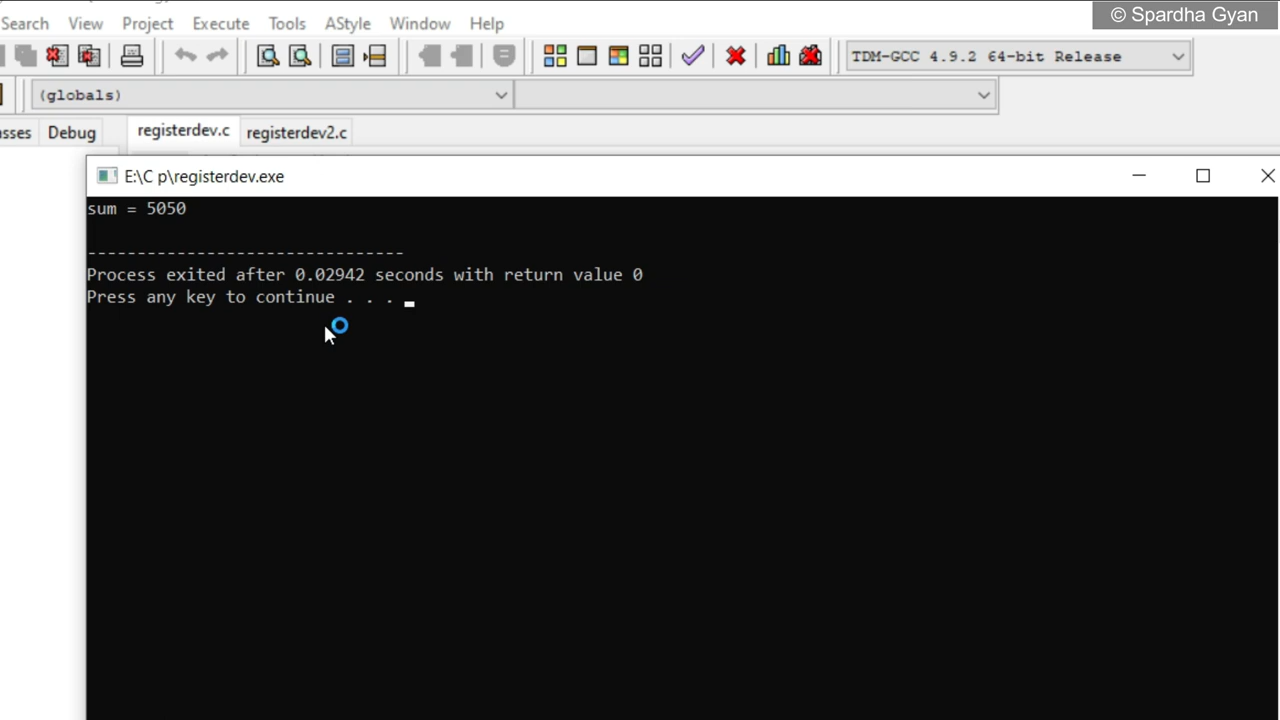 © Spardha Gyan
Search View Project Execute Tools AStyle Window Help
TDM-GCC 4.9.2 64-bit Release
(globals)
Debug
registerdev.c registerdev2.c
E:\C p\registerdev.exe
sum = 5050
--------------------------------
Process exited after 0.02942 seconds with return value 0
Press any key to continue . . .